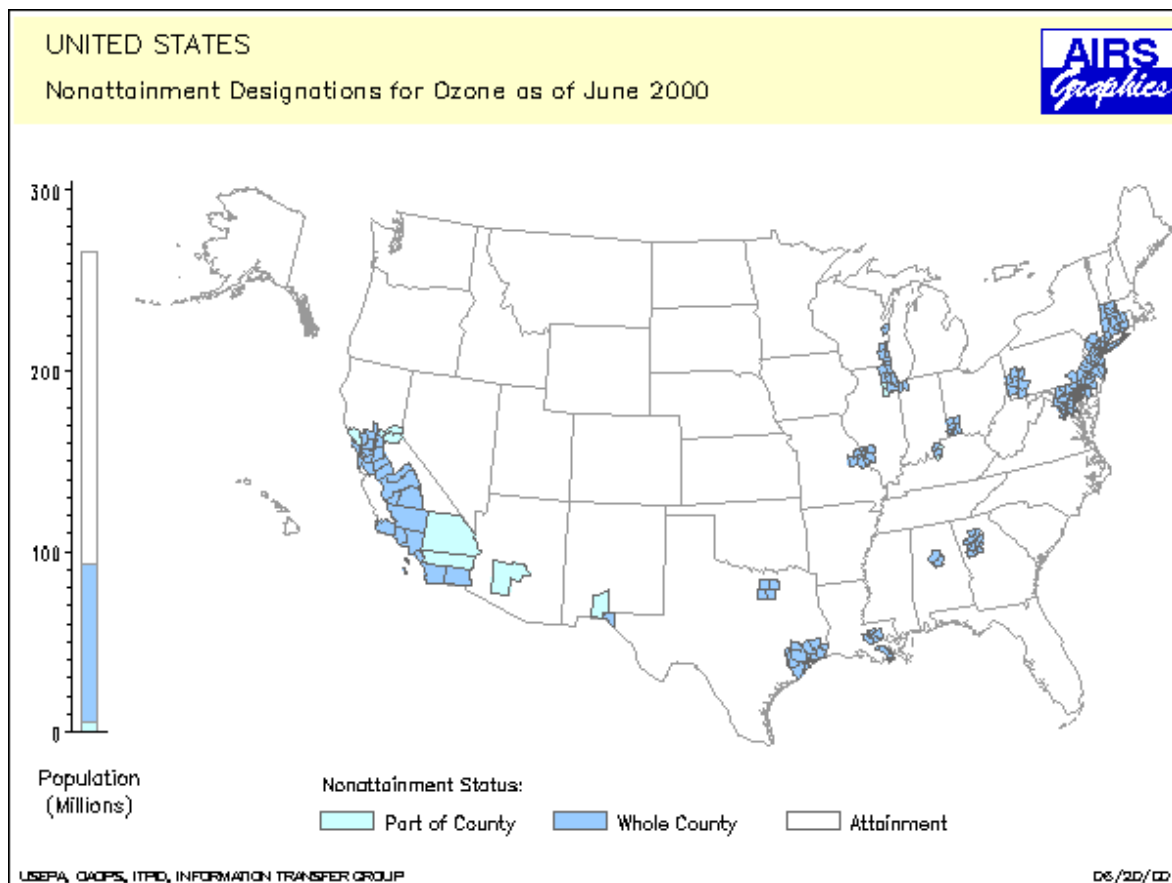 UNITED STATES
Nonattainment Designations for Ozone as of June 2000
AIRS
Graphics
300
200
100
0
Population
(Millions)
Nonattainment Status:
Part of County
Whole County
Attainment
USEPA, OAQPS, ITPID, INFORMATION TRANSFER GROUP
06/20/00